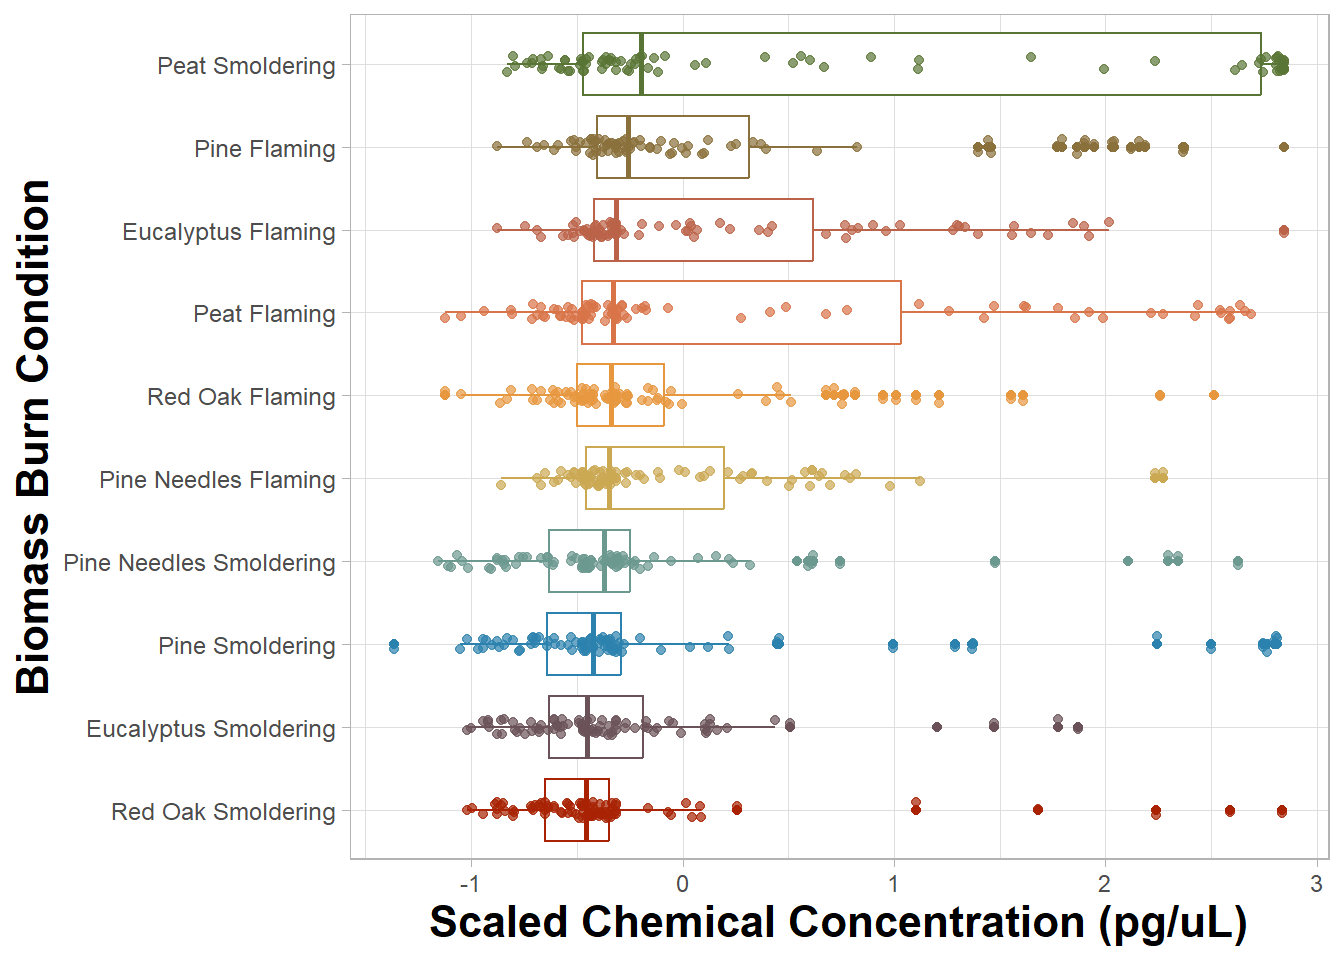 Biomass Burn Condition
Peat Smoldering
Pine Flaming
Eucalyptus Flaming
Peat Flaming
Red Oak Flaming
Pine Needles Flaming
Pine Needles Smoldering
Pine Smoldering
Eucalyptus Smoldering
Red Oak Smoldering
-1 0 1 2 3
Scaled Chemical Concentration (pg/uL)